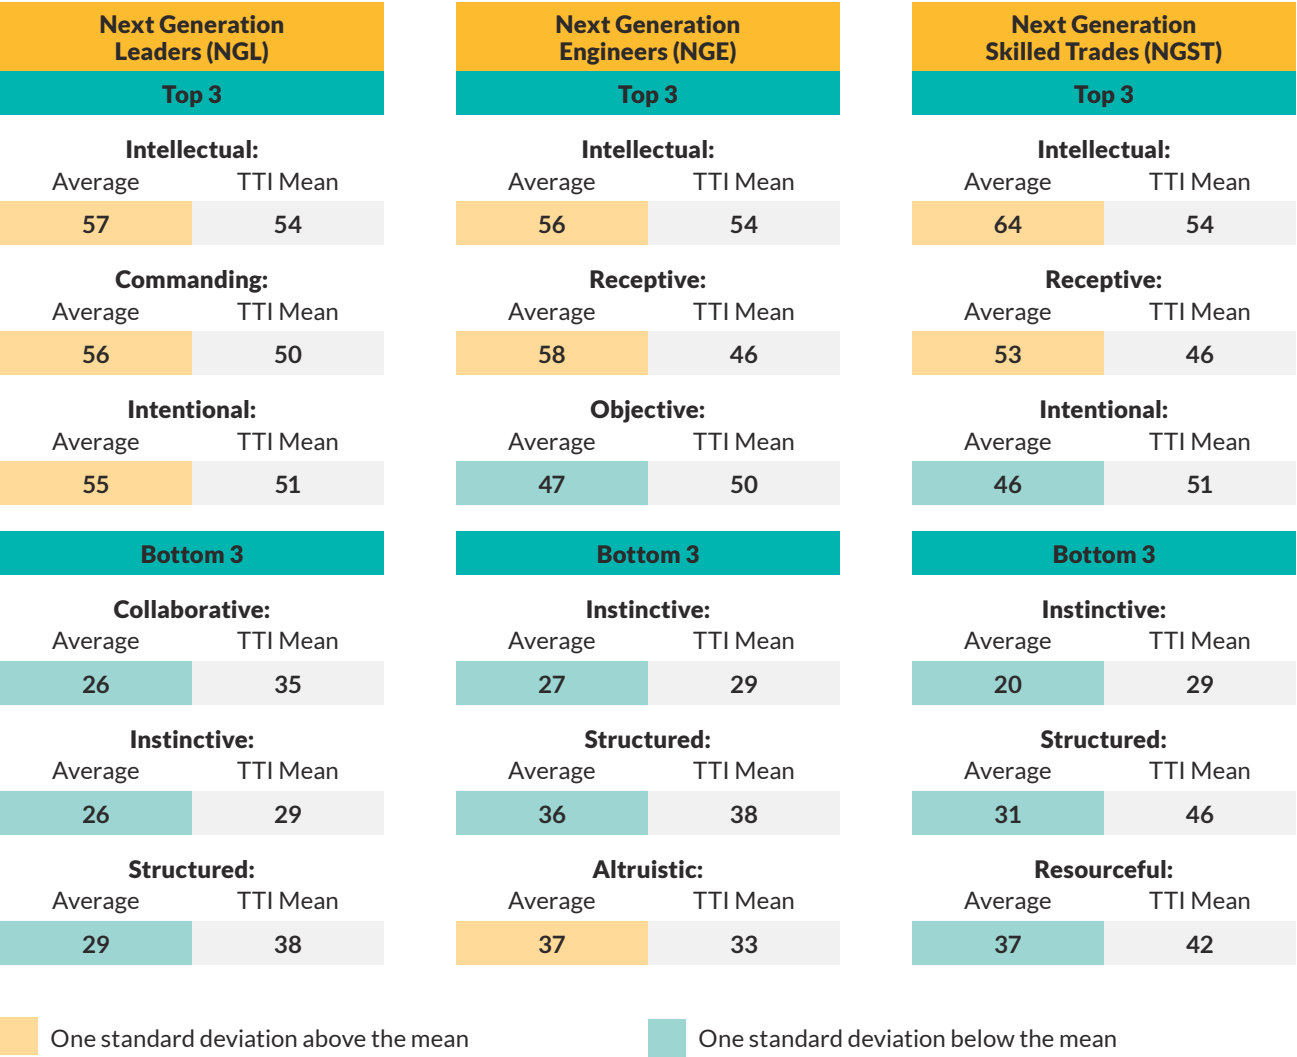 Next Generation
Leaders (NGL)
Top 3
Intellectual:
Average TTI Mean
57 54
Commanding:
Average TTI Mean
56 50
Intentional:
Average TTI Mean
55 51
Bottom 3
Collaborative:
Average TTI Mean
26 35
Instinctive:
Average TTI Mean
26 29
Structured:
Average TTI Mean
29 38
Next Generation
Engineers (NGE)
Top 3
Intellectual:
Average TTI Mean
56 54
Receptive:
Average TTI Mean
58 46
Objective:
Average TTI Mean
47 50
Bottom 3
Instinctive:
Average TTI Mean
27 29
Structured:
Average TTI Mean
36 38
Altruistic:
Average TTI Mean
37 33
Next Generation
Skilled Trades (NGST)
Top 3
Intellectual:
Average TTI Mean
64 54
Receptive:
Average TTI Mean
53 46
Intentional:
Average TTI Mean
46 51
Bottom 3
Instinctive:
Average TTI Mean
20 29
Structured:
Average TTI Mean
31 46
Resourceful:
Average TTI Mean
37 42
One standard deviation above the mean
One standard deviation below the mean